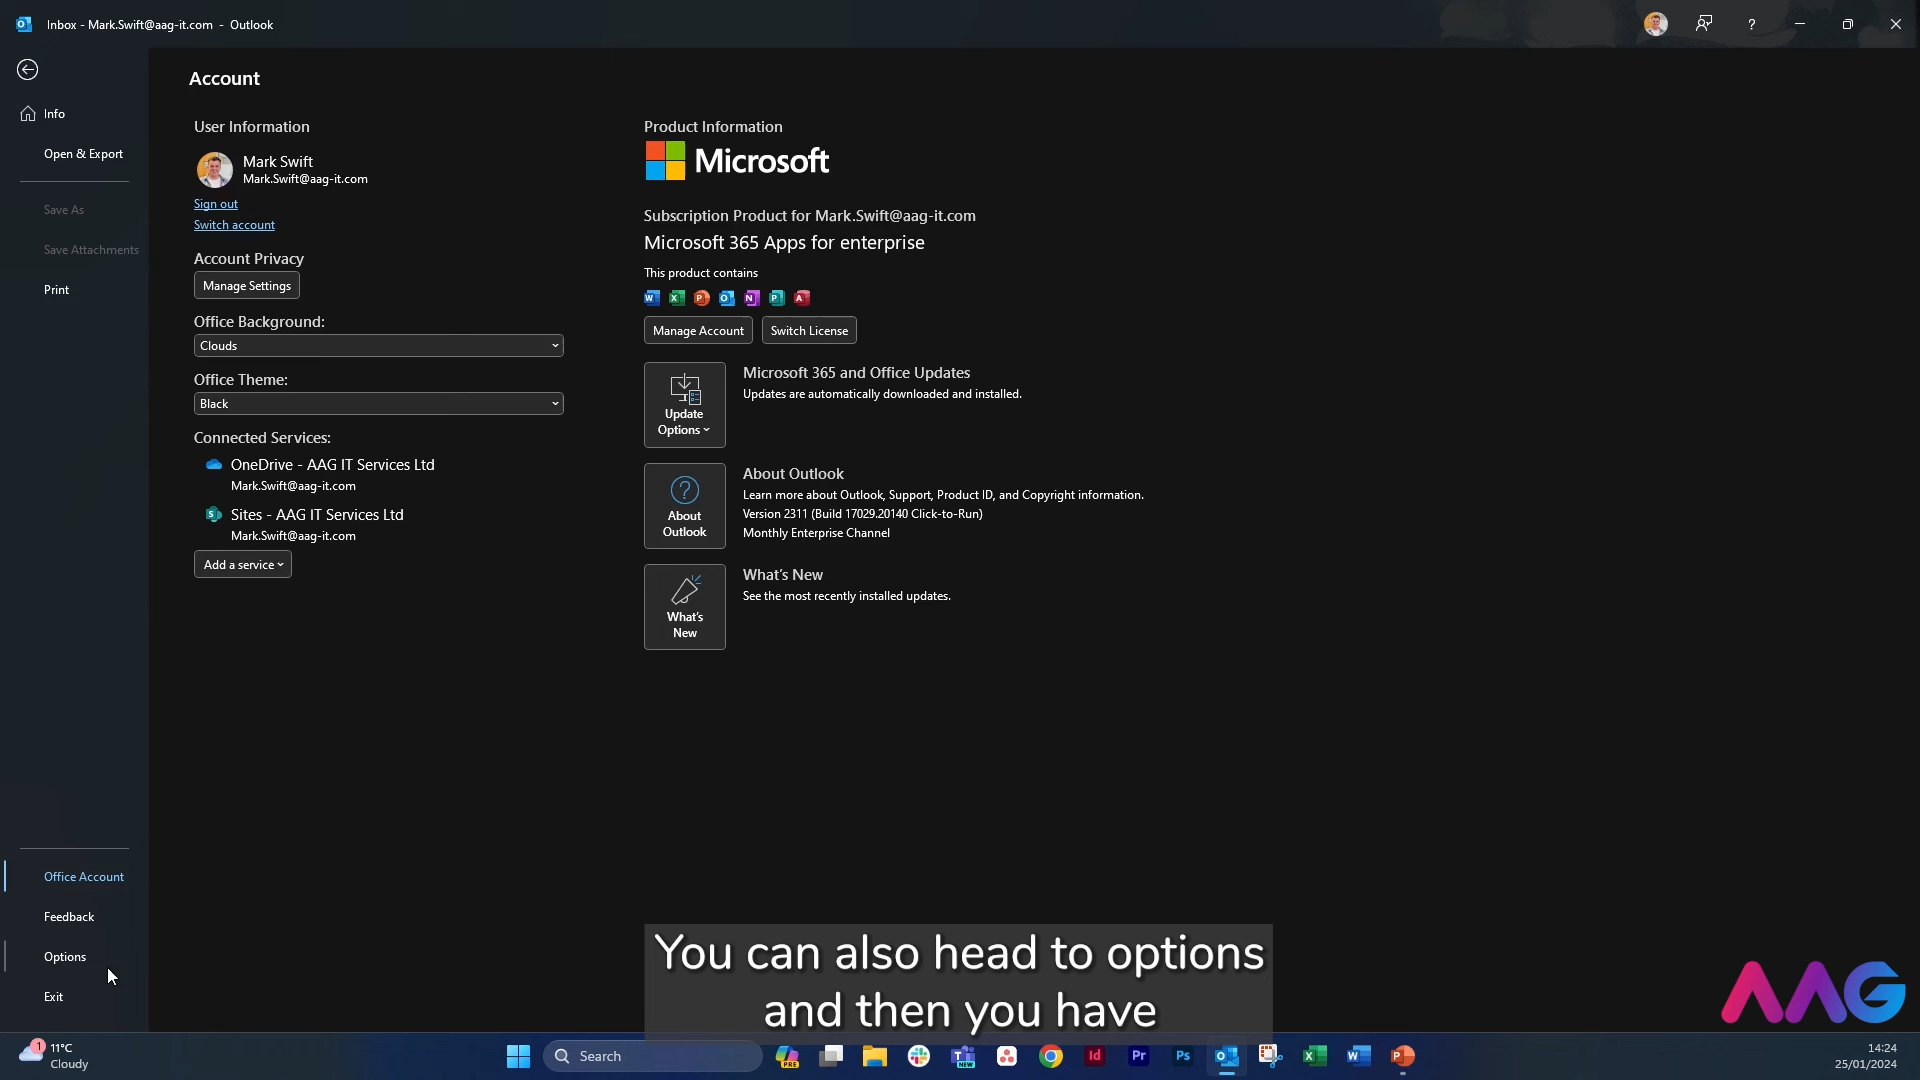 Inbox - Mark.Swift@aag-it.com - Outlook
?
Info
Open & Export
Save As
Save Attachments
Print
Office Account
Feedback
Options
Exit
Account
User Information
Mark Swift
Mark.Swift@aag-it.com
Sign out
Switch account
Account Privacy
Manage Settings
Office Background:
Clouds
Office Theme:
Black
Connected Services:
OneDrive - AAG IT Services Ltd
Mark.Swift@aag-it.com
Sites - AAG IT Services Ltd
Mark.Swift@aag-it.com
Add a service
Product Information
Microsoft
Subscription Product for Mark.Swift@aag-it.com
Microsoft 365 Apps for enterprise
This product contains
W X P O N P A
Manage Account
Switch License
Update
Options
Microsoft 365 and Office Updates
Updates are automatically downloaded and installed.
About
Outlook
About Outlook
Learn more about Outlook, Support, Product ID, and Copyright information.
Version 2311 (Build 17029.20140 Click-to-Run)
Monthly Enterprise Channel
What's
New
What's New
See the most recently installed updates.
You can also head to options
and then you have
AAG
1
11°C
Cloudy
Search
PRE
T
NEW
Id
Pr
Ps
O
X
W
P
14:24
25/01/2024